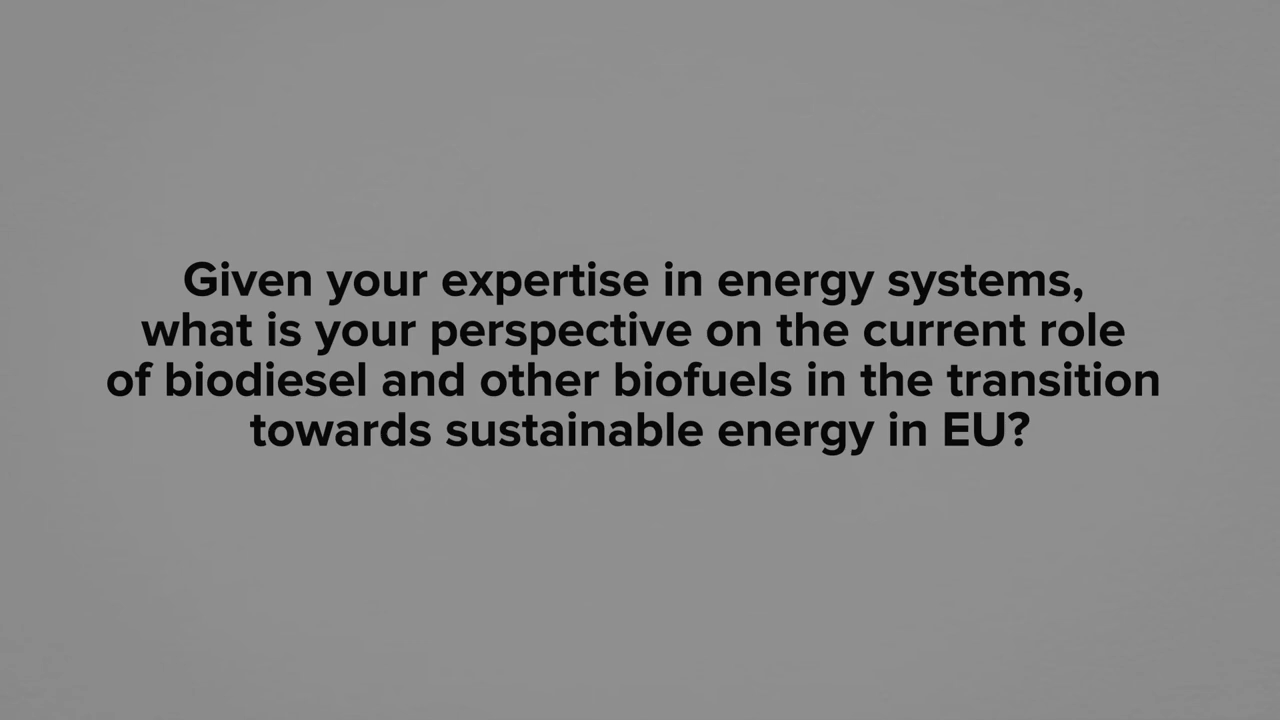 Given your expertise in energy systems,
what is your perspective on the current role
of biodiesel and other biofuels in the transition
towards sustainable energy in EU?